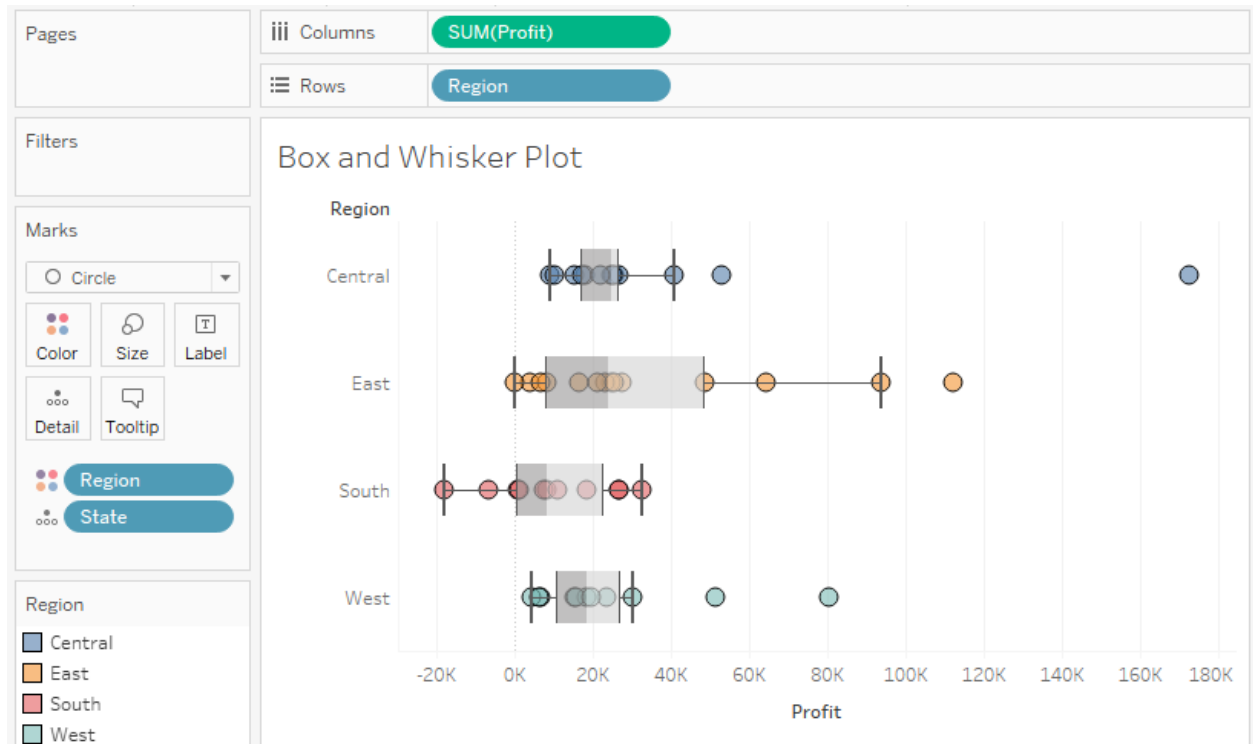 Pages
Columns
SUM(Profit)
Rows
Region
Filters
Marks
Circle
Color
Size
T
Label
Detail
Tooltip
Region
State
Region
Central
East
South
West
Box and Whisker Plot
Region
Central
East
South
West
-20K 0K 20K 40K 60K 80K 100K 120K 140K 160K 180K
Profit